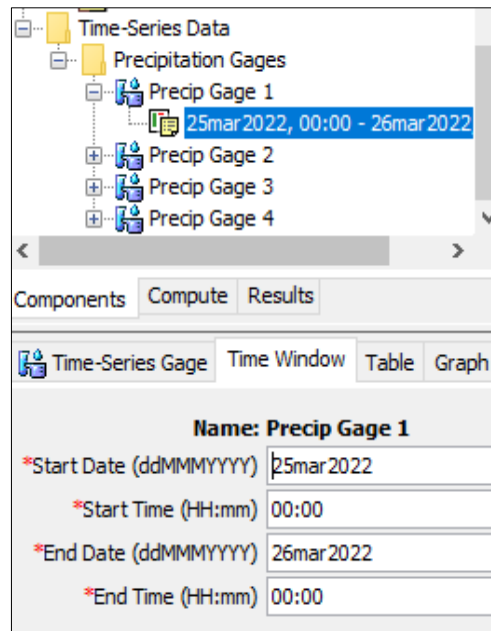 Time-Series Data
Precipitation Gages
Precip Gage 1
25mar2022, 00:00 - 26mar2022
Precip Gage 2
Precip Gage 3
Precip Gage 4
Components Compute Results
Time-Series Gage Time Window Table Graph
Name: Precip Gage 1
*Start Date (ddMMMYYYY) 25mar2022
*Start Time (HH:mm) 00:00
*End Date (ddMMMYYYY) 26mar2022
*End Time (HH:mm) 00:00